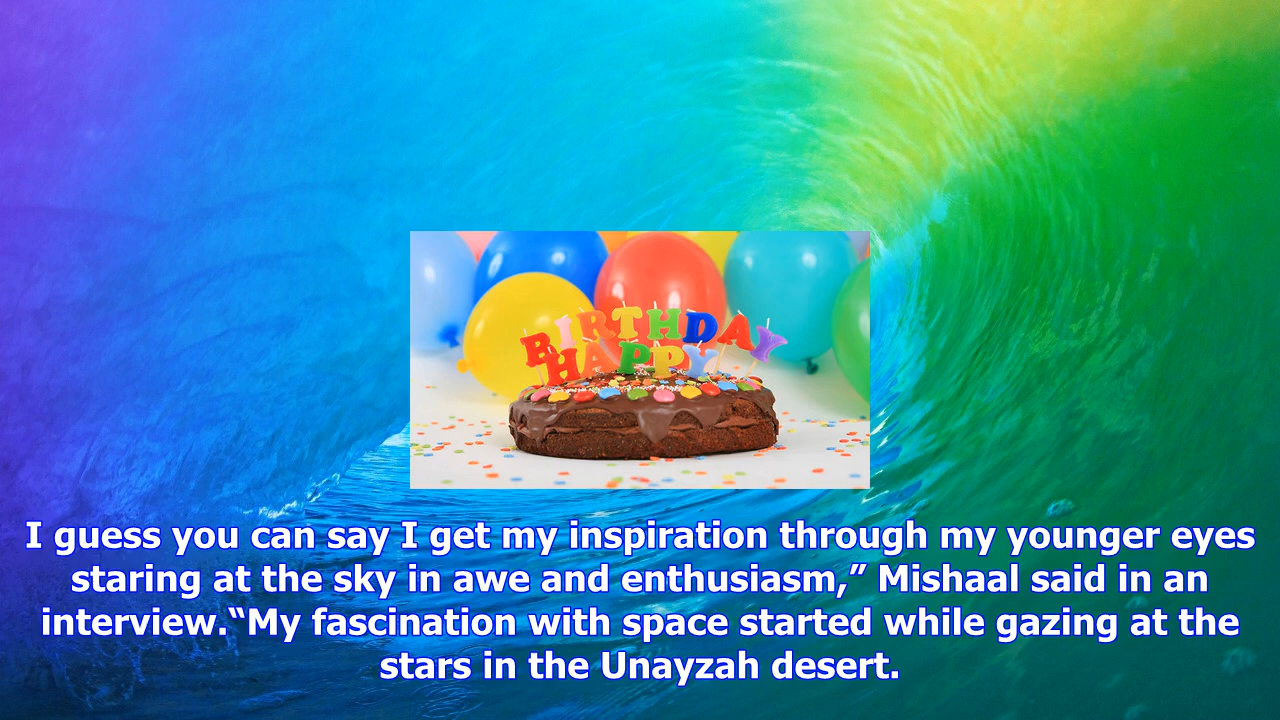 BIRTHDAY
HAPPY
I guess you can say I get my inspiration through my younger eyes
staring at the sky in awe and enthusiasm,” Mishaal said in an
interview.“My fascination with space started while gazing at the
stars in the Unayzah desert.